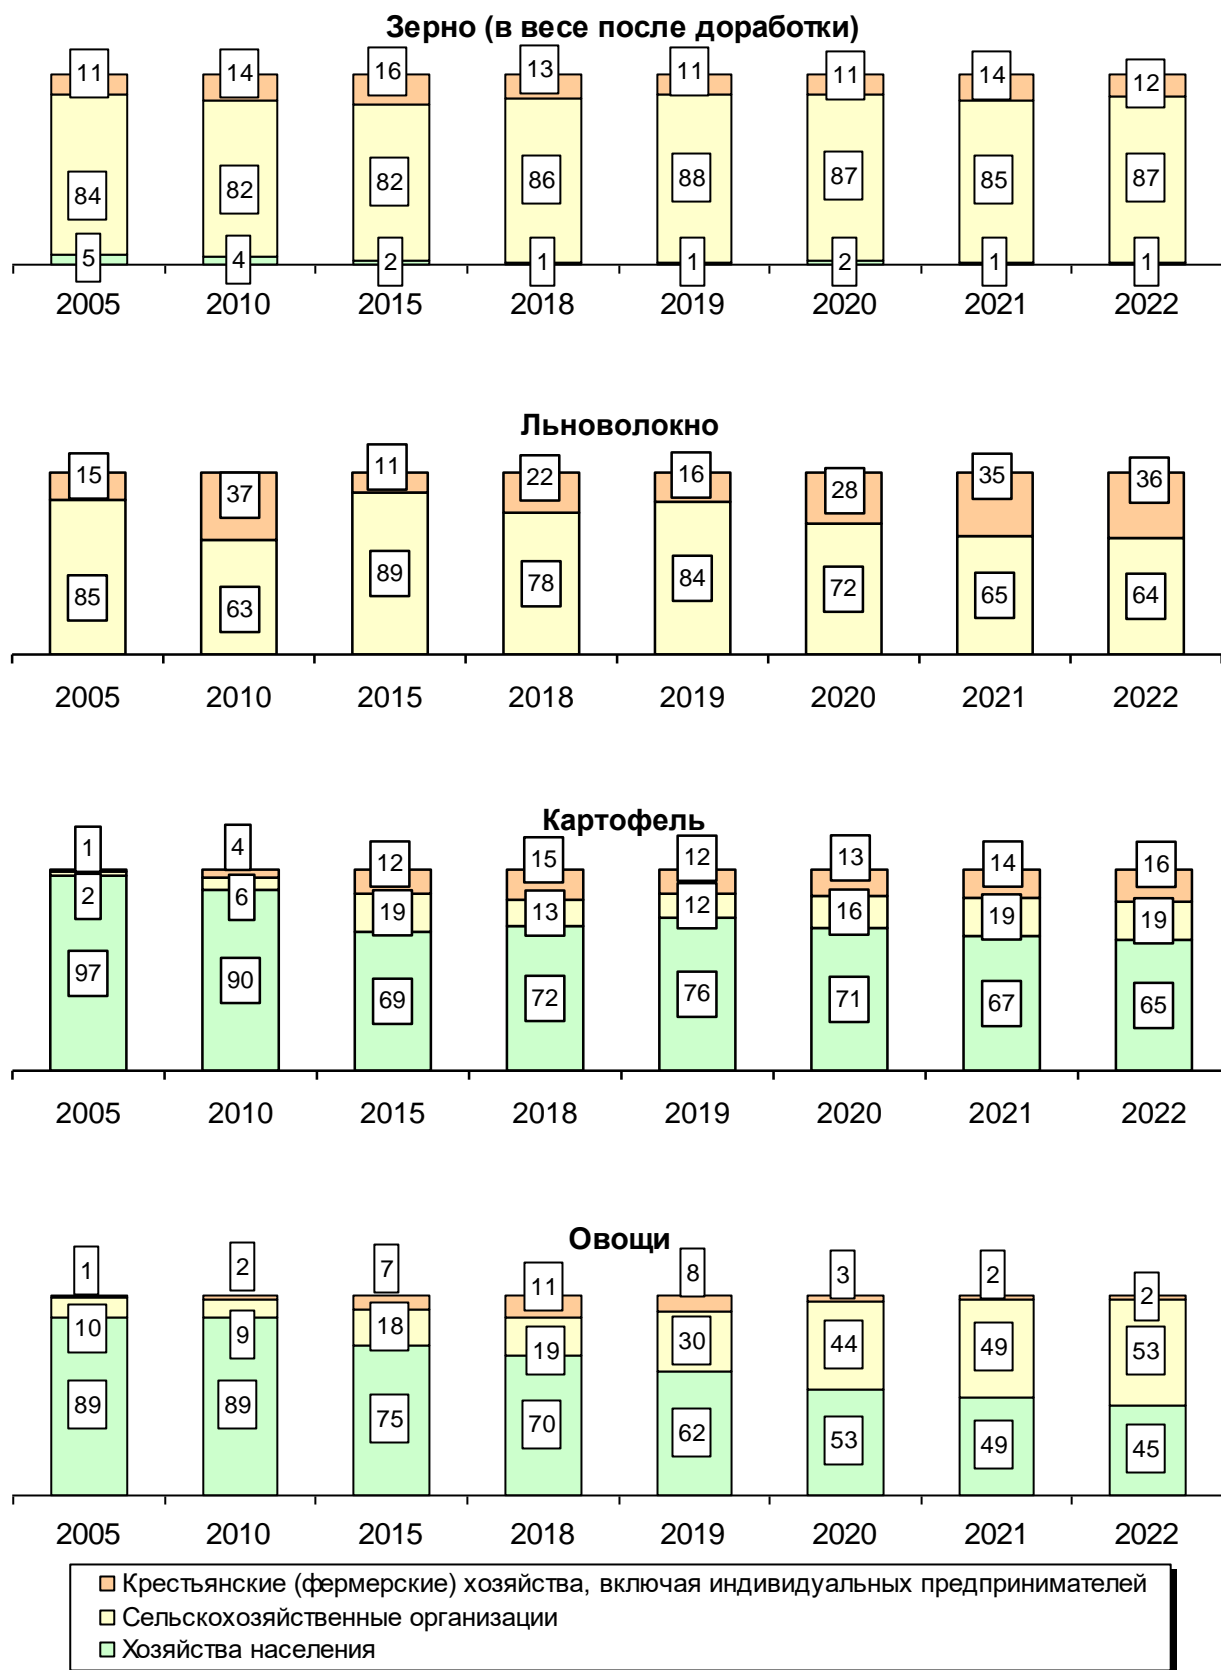 Зерно (в весе после доработки)
11 14 16 13 11 11 14 12
84 82 82 86 88 87 85 87
5 4 2 1 1 2 1 1
2005 2010 2015 2018 2019 2020 2021 2022
Льноволокно
15 37 11 22 16 28 35 36
85 63 89 78 84 72 65 64
2005 2010 2015 2018 2019 2020 2021 2022
Картофель
1 4 12 15 12 13 14 16
2 6 19 13 12 16 19 19
97 90 69 72 76 71 67 65
2005 2010 2015 2018 2019 2020 2021 2022
Овощи
1 2 7 11 8 3 2 2
10 9 18 19 30 44 49 53
89 89 75 70 62 53 49 45
2005 2010 2015 2018 2019 2020 2021 2022
Крестьянские (фермерские) хозяйства, включая индивидуальных предпринимателей
Сельскохозяйственные организации
Хозяйства населения